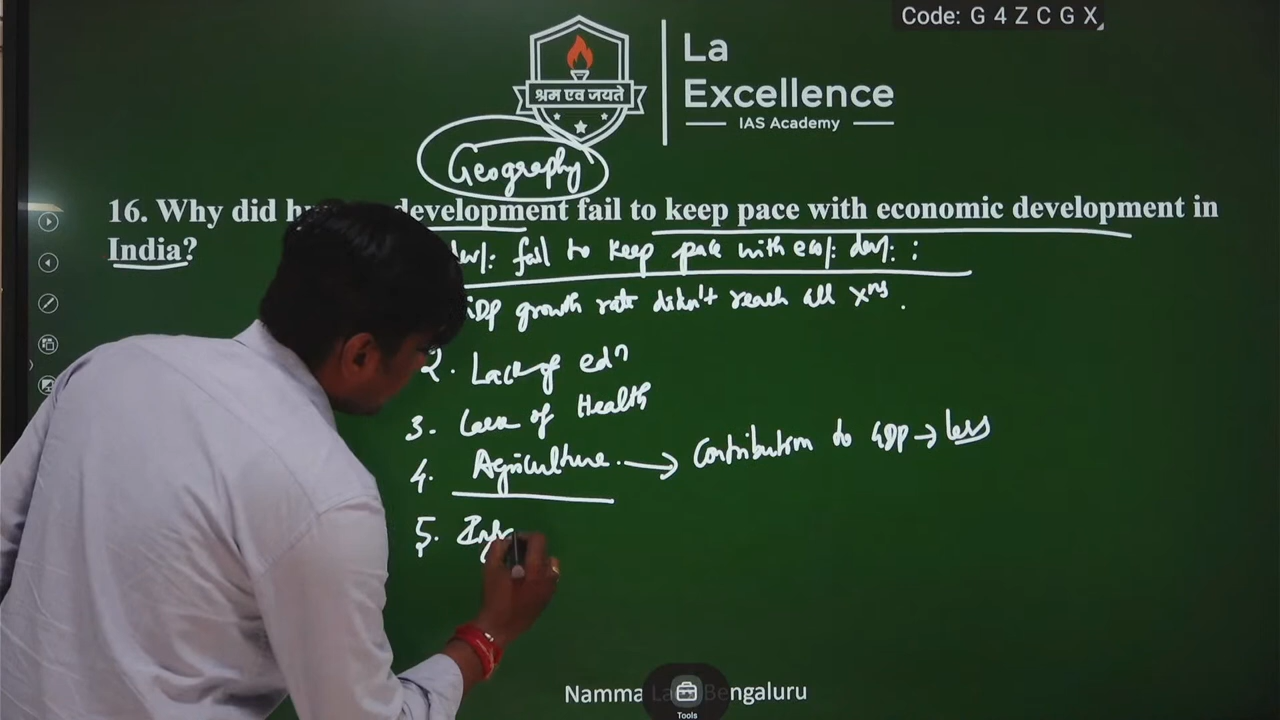 Code: G 4 Z C G X
La
Excellence
IAS Academy
श्रम एव जयते
Geography
16. Why did development fail to keep pace with economic development in
India?
fail to keep pace with eco/: dev/: :
GDP growth rate didn't reach all
2. Lack of edn
3. Lack of Health
4. Agriculture. → Contribution to GDP → less
5. Infr
Namma Bengaluru
Tools